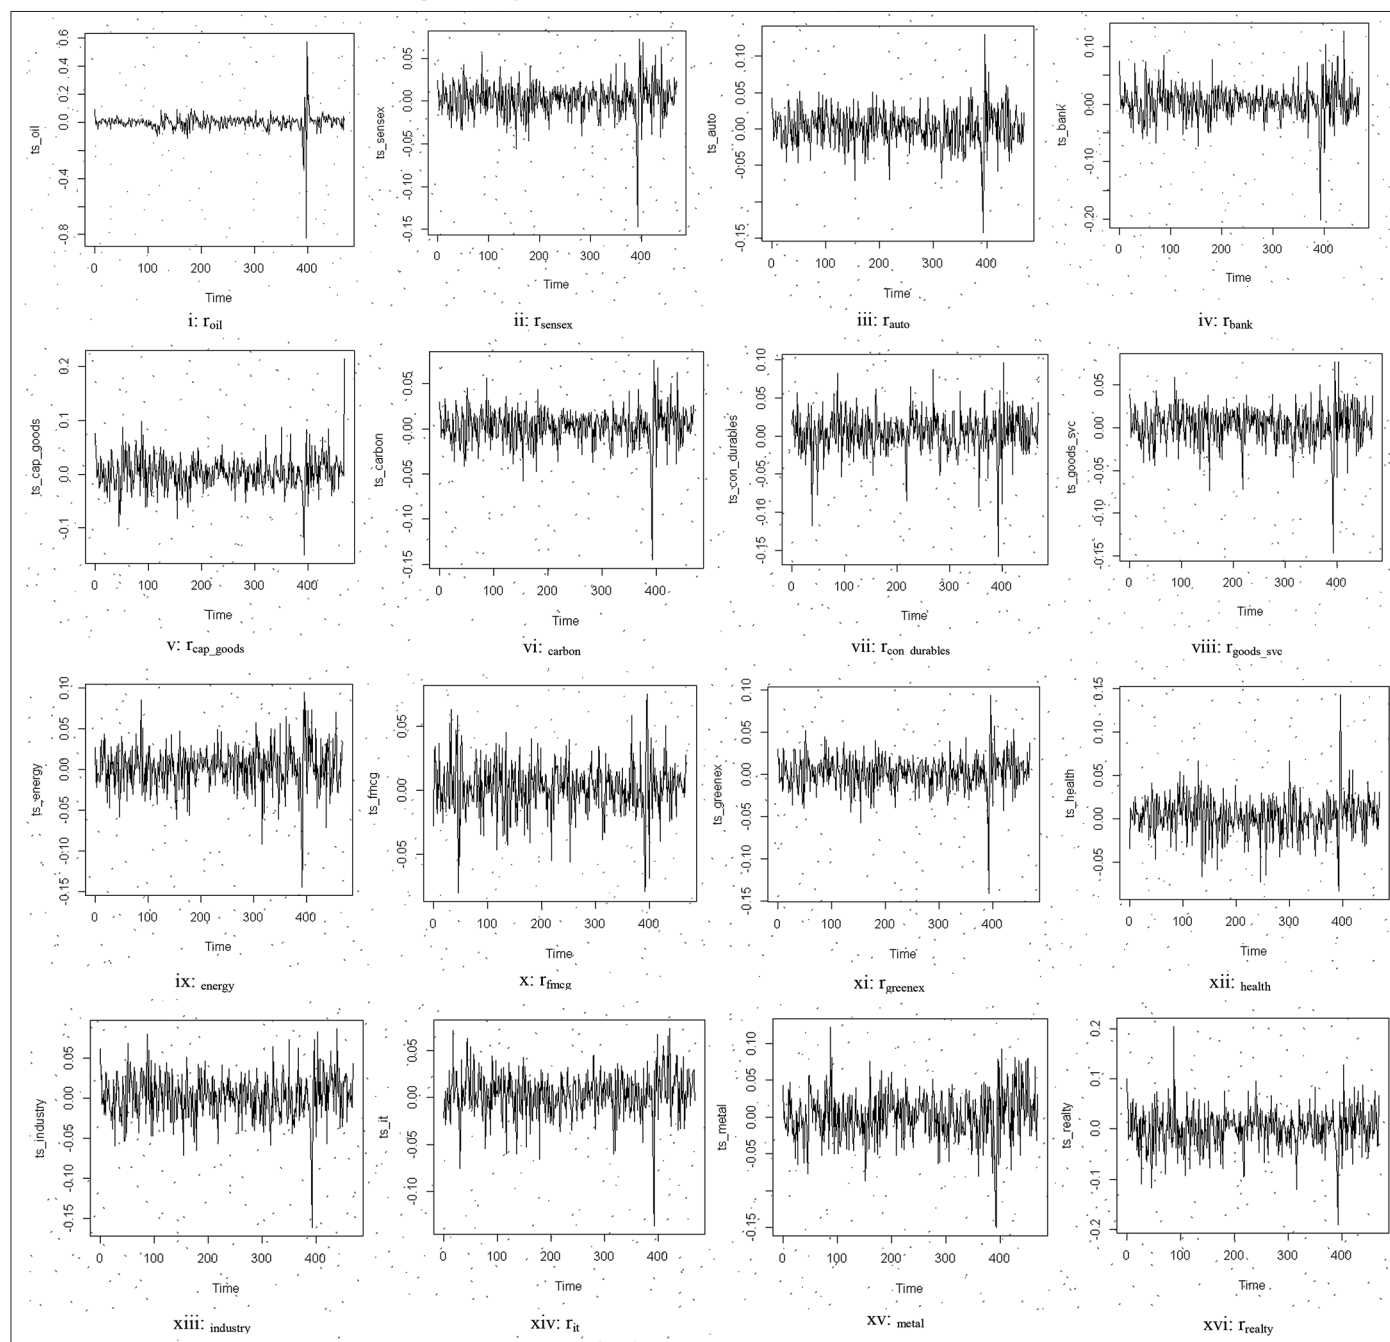 ts_oil
0.6
0.4
0.2
0.0
-0.4
-0.8
0 100 200 300 400
Time
i: r_oil
ts_sensex
0.05
0.00
-0.05
-0.10
-0.15
0 100 200 300 400
Time
ii: r_sensex
ts_auto
0.10
0.05
0.00
-0.05
-0.15
0 100 200 300 400
Time
iii: r_auto
ts_bank
0.10
0.00
-0.10
-0.20
0 100 200 300 400
Time
iv: r_bank
ts_cap_goods
0.2
0.1
0.0
-0.1
0 100 200 300 400
Time
v: r_cap_goods
ts_carbon
0.05
0.00
-0.05
-0.10
-0.15
0 100 200 300 400
Time
vi: carbon
ts_con_durables
0.10
0.05
0.00
-0.05
-0.10
-0.15
0 100 200 300 400
Time
vii: r_con_durables
ts_goods_svc
0.05
0.00
-0.05
-0.10
-0.15
0 100 200 300 400
Time
viii: r_goods_svc
ts_energy
0.10
0.05
0.00
-0.05
-0.10
-0.15
0 100 200 300 400
Time
ix: energy
ts_fmcg
0.05
0.00
-0.05
0 100 200 300 400
Time
x: r_fmcg
ts_greenex
0.10
0.05
0.00
-0.05
-0.10
-0.15
0 100 200 300 400
Time
xi: r_greenex
ts_health
0.15
0.10
0.05
0.00
-0.05
0 100 200 300 400
Time
xii: health
ts_industry
0.05
0.00
-0.05
-0.10
-0.15
0 100 200 300 400
Time
xiii: industry
ts_it
0.05
0.00
-0.05
-0.10
0 100 200 300 400
Time
xiv: r_it
ts_metal
0.10
0.05
0.00
-0.05
-0.15
0 100 200 300 400
Time
xv: metal
ts_realty
0.2
0.1
0.0
-0.1
-0.2
0 100 200 300 400
Time
xvi: r_realty